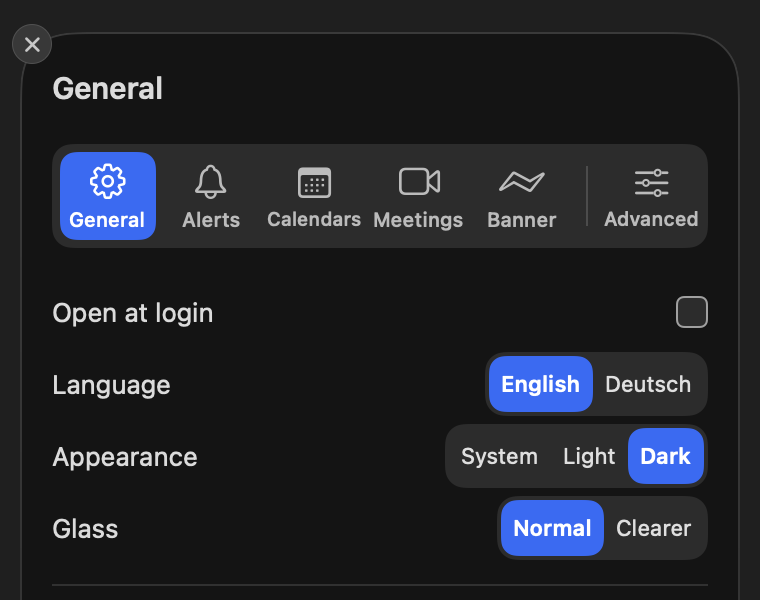 General
General Alerts Calendars Meetings Banner Advanced
Open at login
Language English Deutsch
Appearance System Light Dark
Glass Normal Clearer